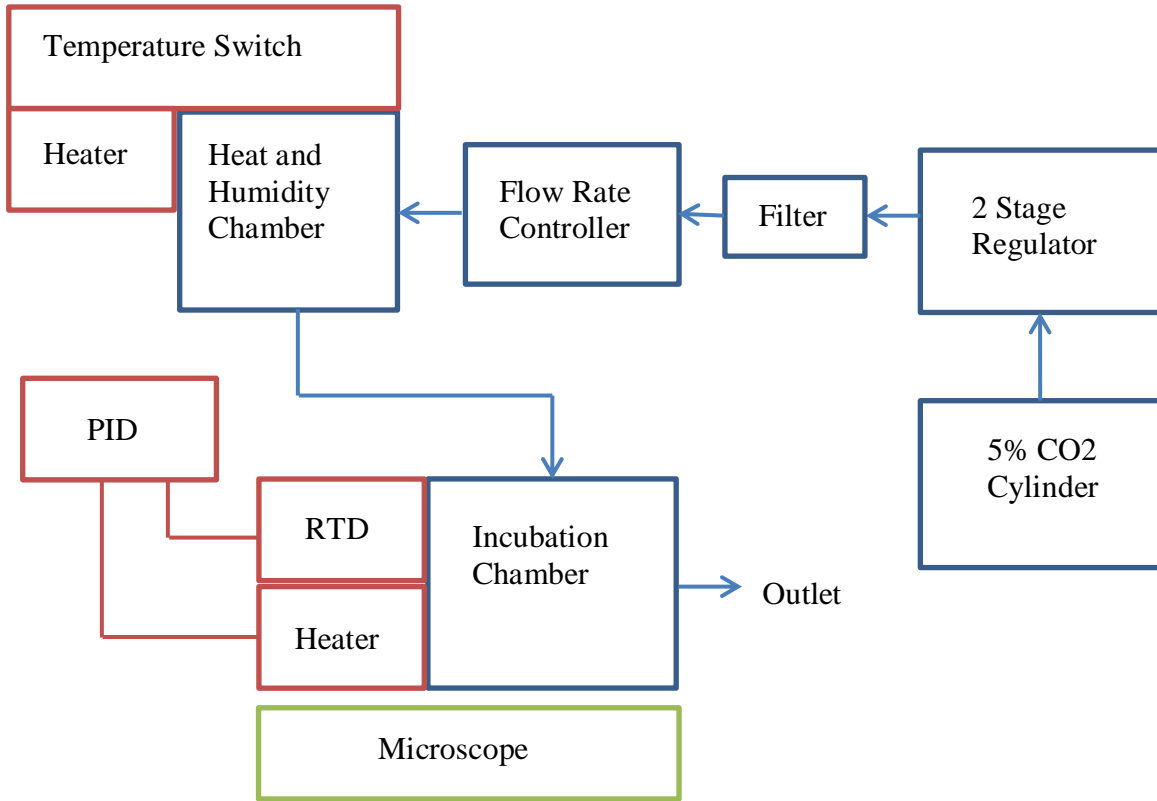 Temperature Switch
Heater
Heat and
Humidity
Chamber
Flow Rate
Controller
Filter
2 Stage
Regulator
PID
5% CO2
Cylinder
RTD
Incubation
Chamber
Outlet
Heater
Microscope